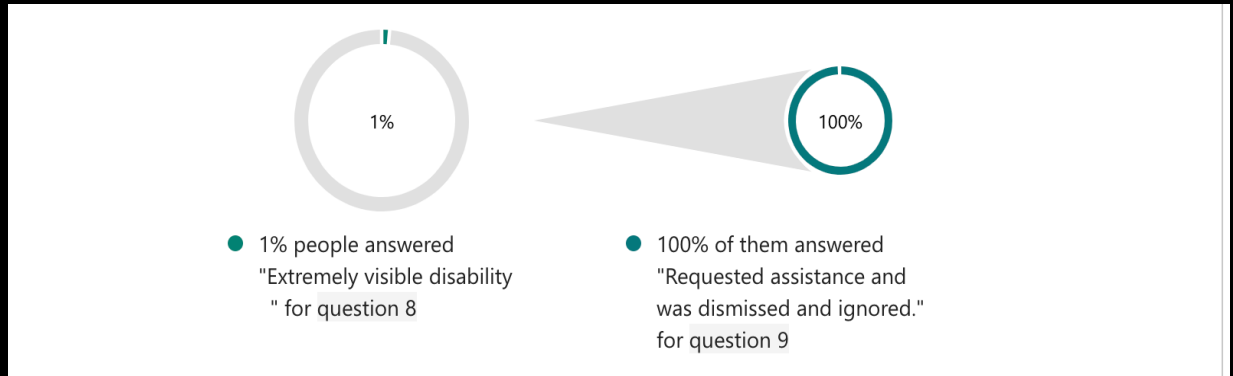 1%
100%
1% people answered
"Extremely visible disability
" for question 8
100% of them answered
"Requested assistance and
was dismissed and ignored."
for question 9